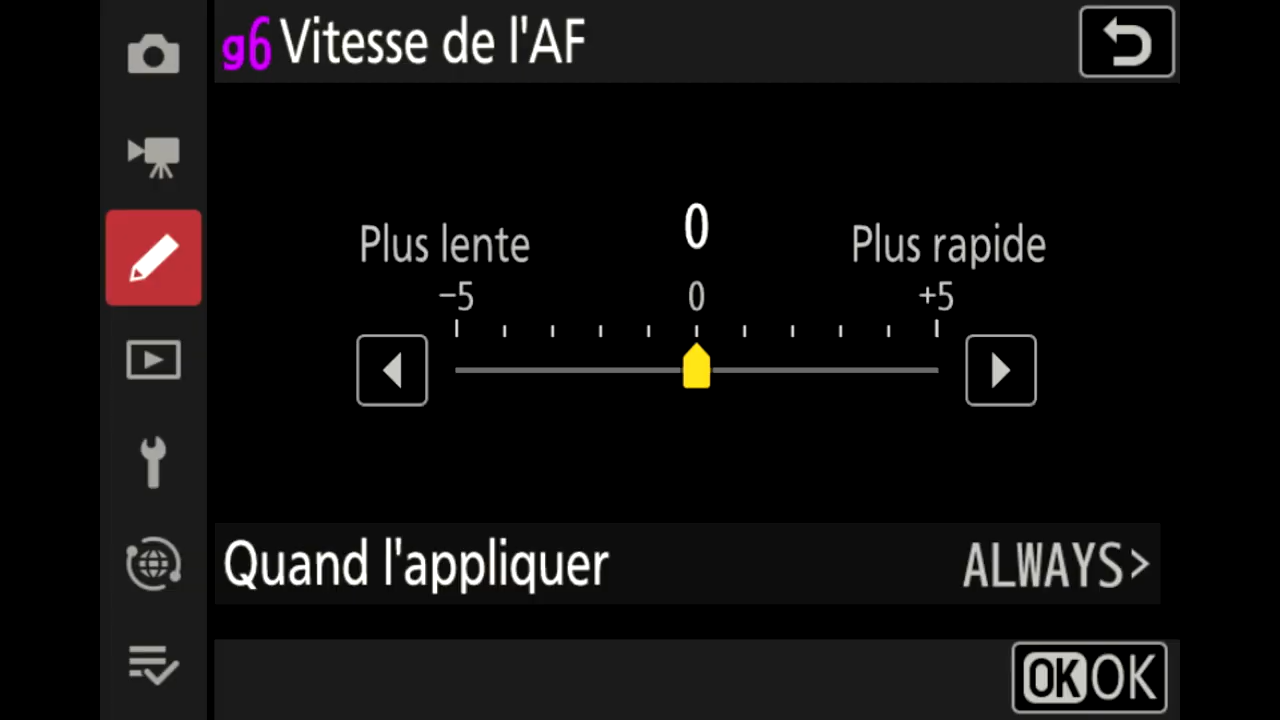 g6 Vitesse de l'AF
0
Plus lente
Plus rapide
−5 0 +5
Quand l'appliquer ALWAYS>
OK OK